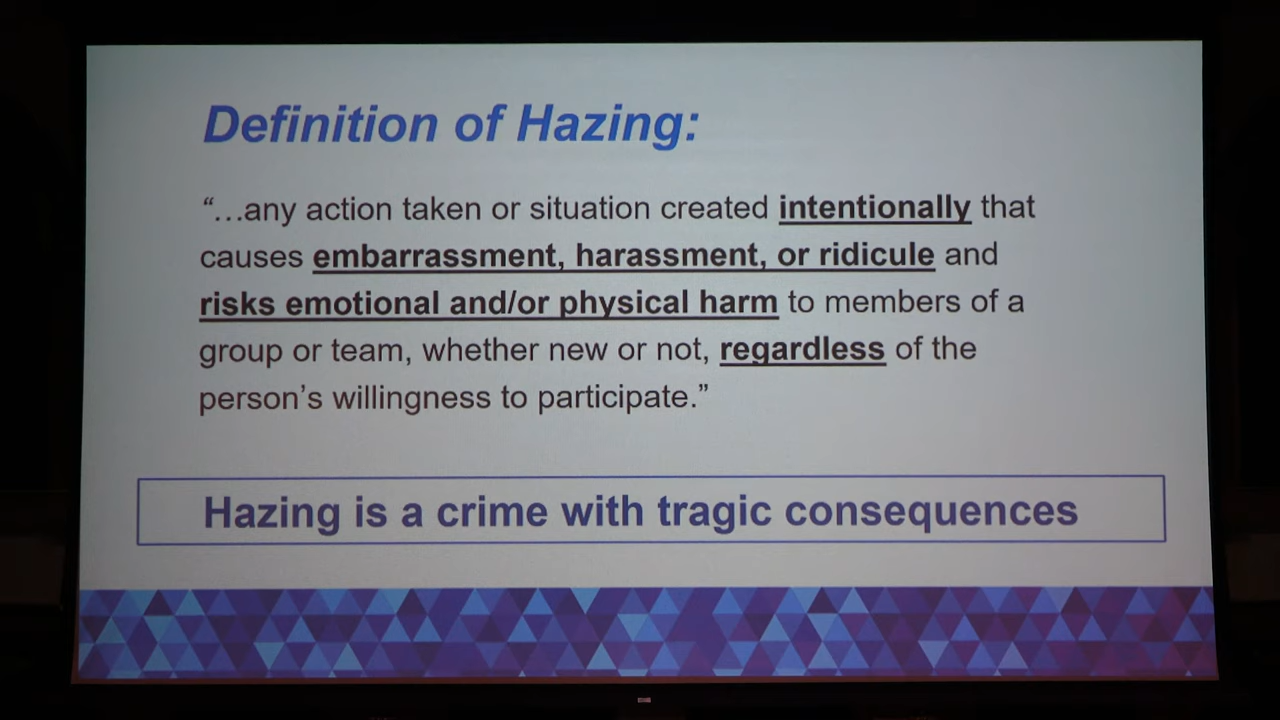 Definition of Hazing:
“…any action taken or situation created intentionally that
causes embarrassment, harassment, or ridicule and
risks emotional and/or physical harm to members of a
group or team, whether new or not, regardless of the
person’s willingness to participate.”
Hazing is a crime with tragic consequences